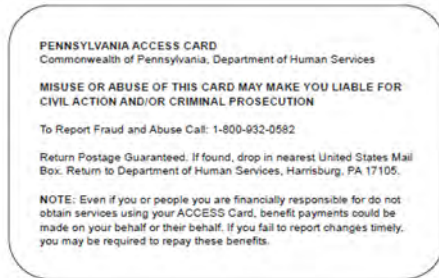 PENNSYLVANIA ACCESS CARD
Commonwealth of Pennsylvania, Department of Human Services
MISUSE OR ABUSE OF THIS CARD MAY MAKE YOU LIABLE FOR
CIVIL ACTION AND/OR CRIMINAL PROSECUTION
To Report Fraud and Abuse Call: 1-800-932-0582
Return Postage Guaranteed. If found, drop in nearest United States Mail
Box. Return to Department of Human Services, Harrisburg. PA 17105.
NOTE: Even if you or people you are financially responsible for do not
obtain services using your ACCESS Card, benefit payments could be
made on your behalf or their behalf. If you fail to report changes timely,
you may be required to repay these benefits.